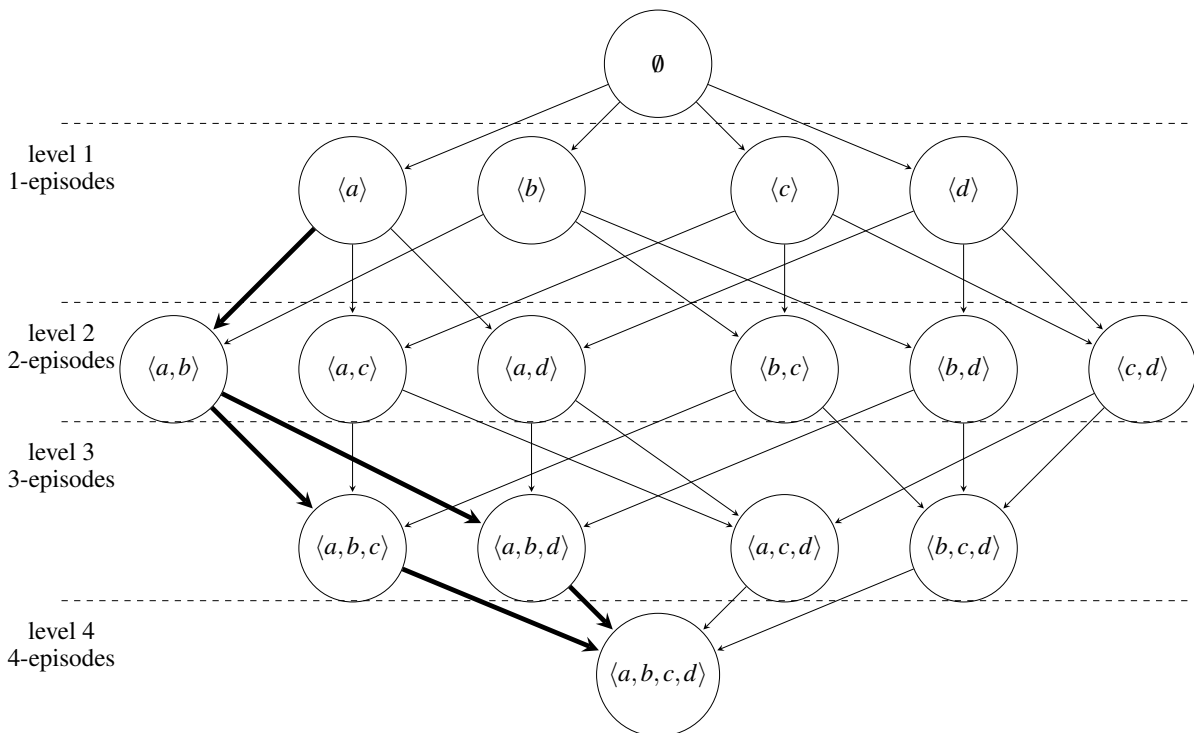 ∅
level 1
1-episodes
⟨a⟩
⟨b⟩
⟨c⟩
⟨d⟩
level 2
2-episodes
⟨a,b⟩
⟨a,c⟩
⟨a,d⟩
⟨b,c⟩
⟨b,d⟩
⟨c,d⟩
level 3
3-episodes
⟨a,b,c⟩
⟨a,b,d⟩
⟨a,c,d⟩
⟨b,c,d⟩
level 4
4-episodes
⟨a,b,c,d⟩